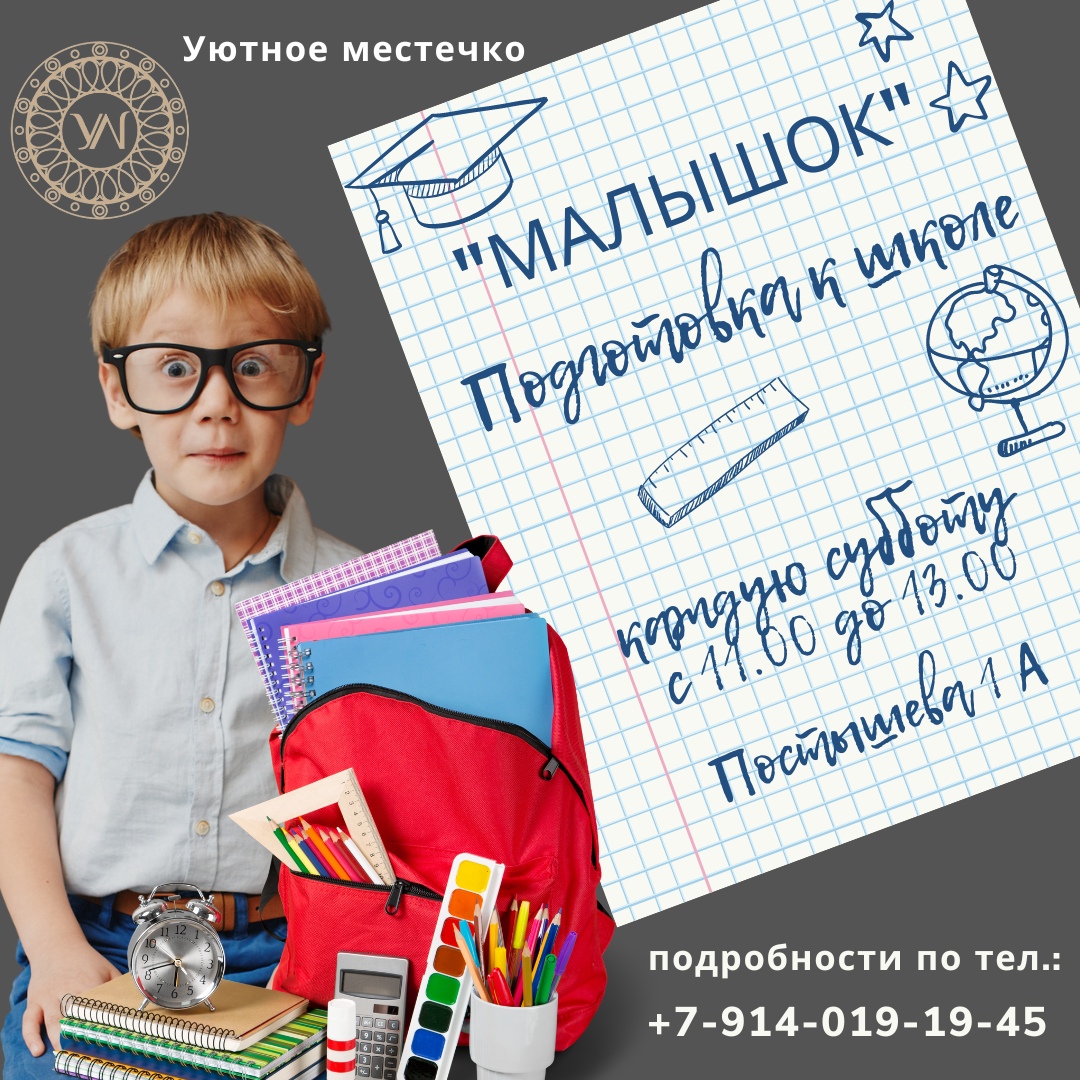 Уютное местечко
УМ
"МАЛЫШОК"
Подготовка к школе
каждую субботу
с 11.00 до 13.00
Постышева 1 А
подробности по тел.:
+7-914-019-19-45